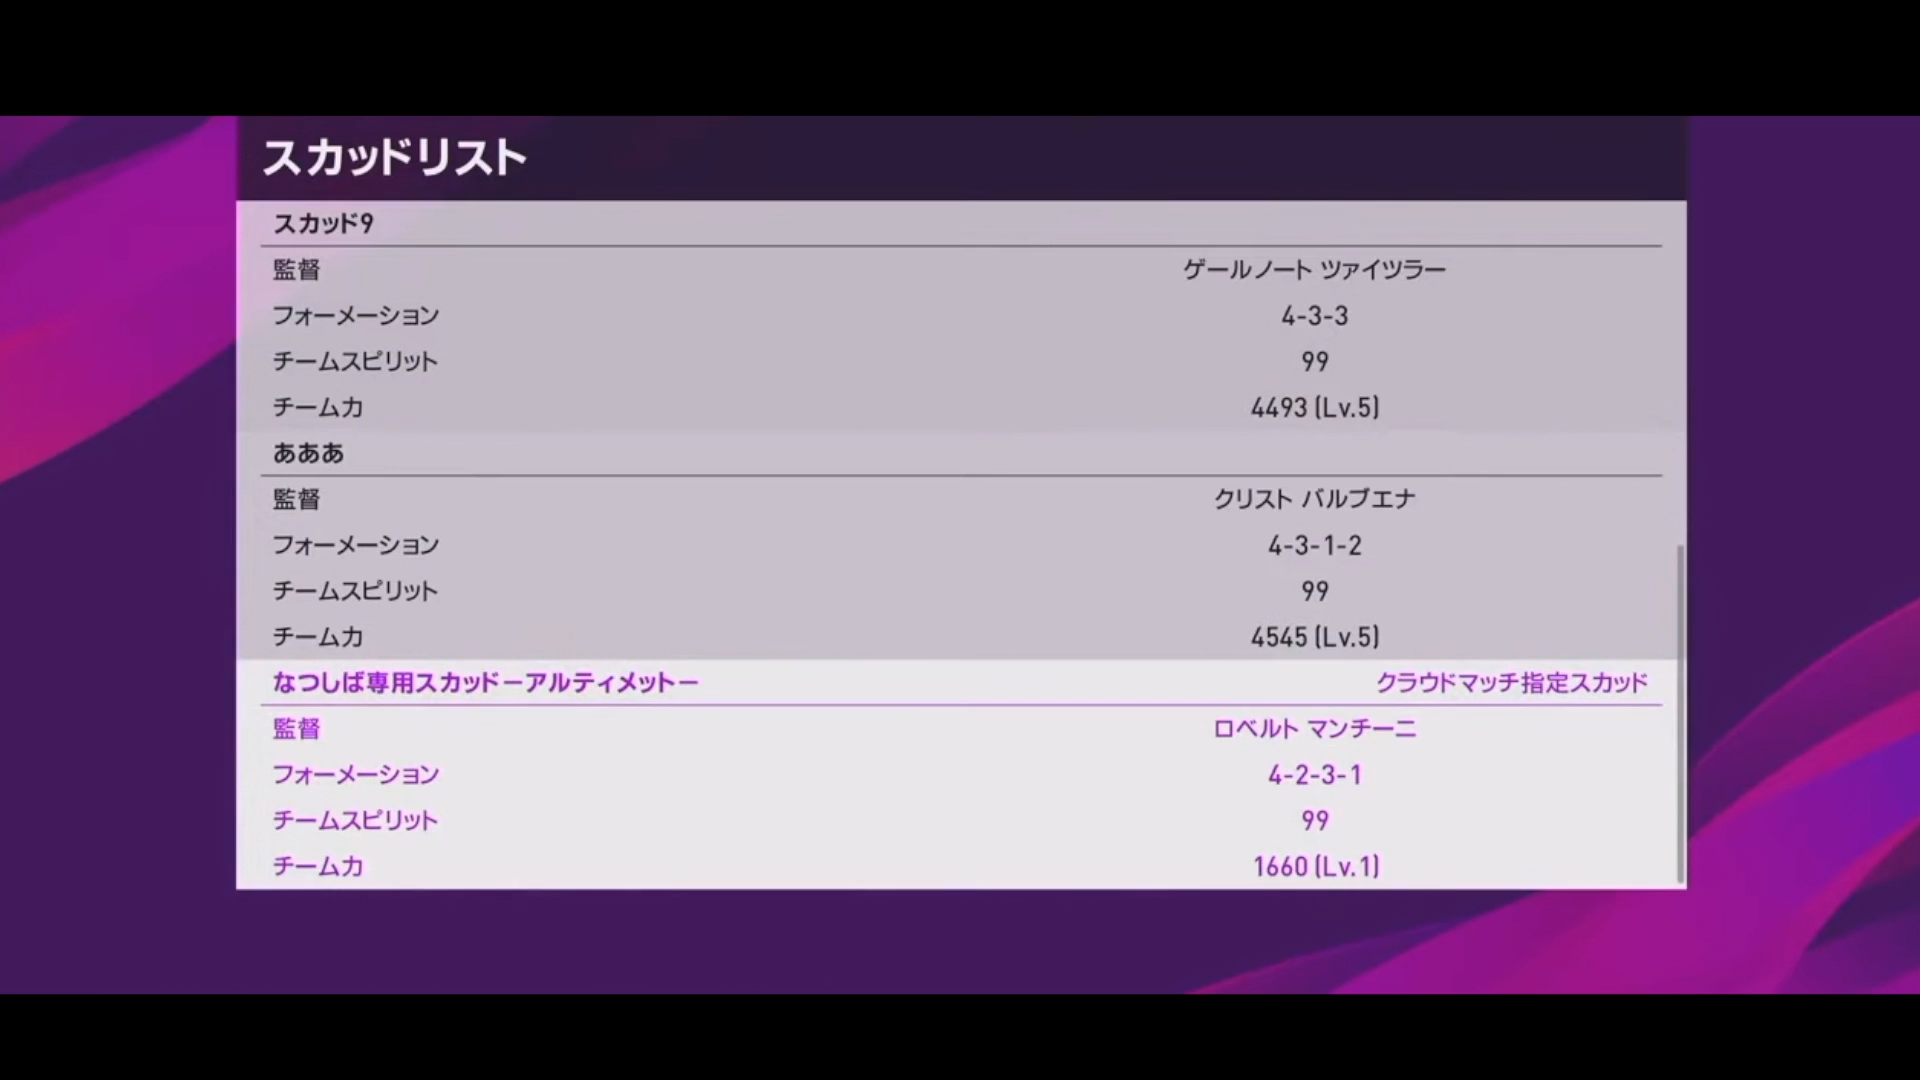 スカッドリスト
スカッド9
監督 ゲールノート ツァイツラー
フォーメーション 4-3-3
チームスピリット 99
チーム力 4493 (Lv.5)
あああ
監督 クリスト バルブエナ
フォーメーション 4-3-1-2
チームスピリット 99
チーム力 4545 (Lv.5)
なつしば専用スカッドーアルティメットー クラウドマッチ指定スカッド
監督 ロベルト マンチーニ
フォーメーション 4-2-3-1
チームスピリット 99
チーム力 1660 (Lv.1)